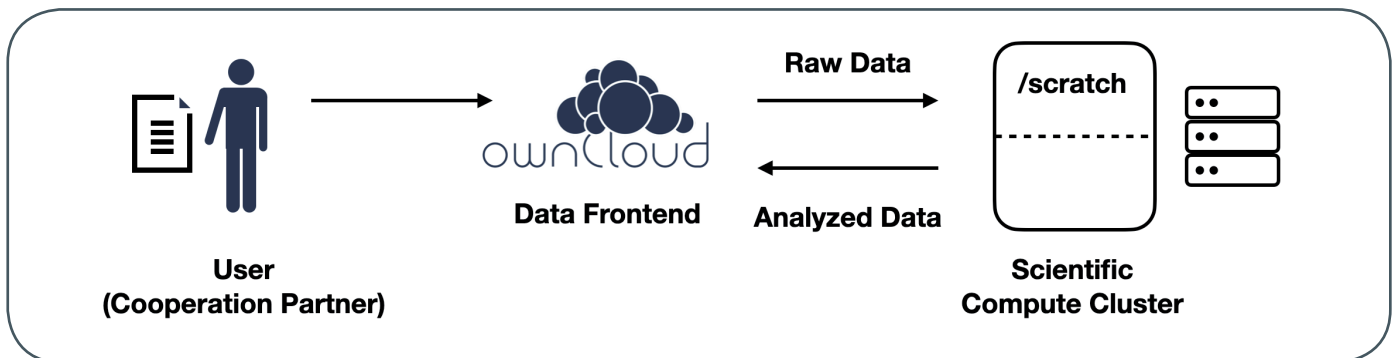 Raw Data
/scratch
ownCloud
Data Frontend
Analyzed Data
User
(Cooperation Partner)
Scientific
Compute Cluster